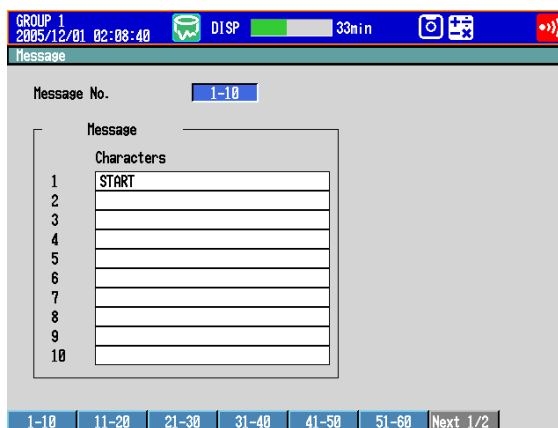 GROUP 1
2005/12/01 02:08:40 DISP 33min
Message
Message No. 1-10
Message
Characters
1 START
2
3
4
5
6
7
8
9
10
1-10 11-20 21-30 31-40 41-50 51-60 Next 1/2